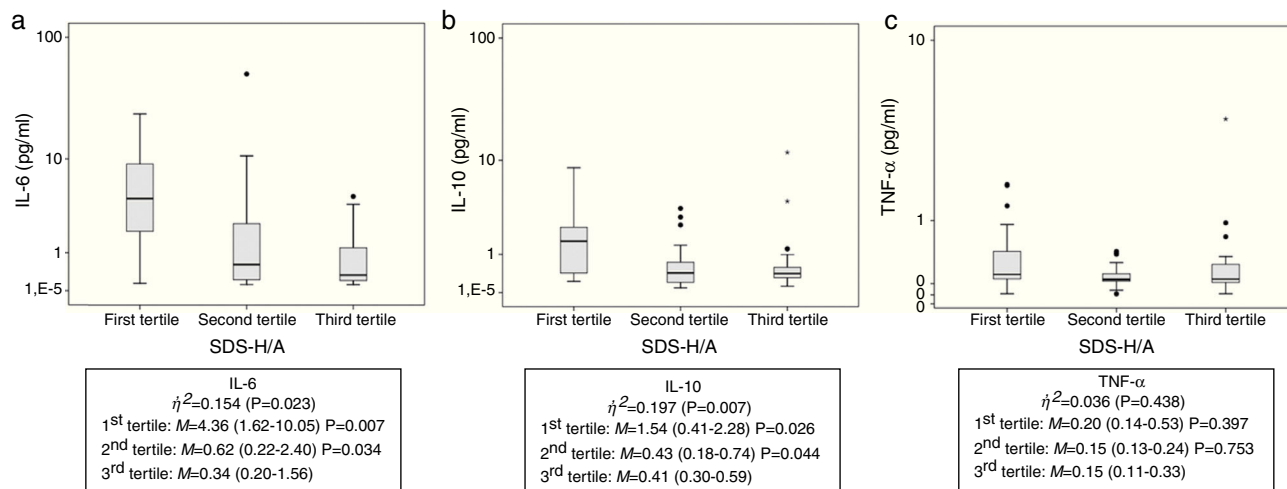 a
100
10
1
1,E-5
IL-6 (pg/ml)
First tertile Second tertile Third tertile
SDS-H/A
IL-6
η̇²=0.154 (P=0.023)
1st tertile: M=4.36 (1.62-10.05) P=0.007
2nd tertile: M=0.62 (0.22-2.40) P=0.034
3rd tertile: M=0.34 (0.20-1.56)
b
100
10
1
1,E-5
IL-10 (pg/ml)
First tertile Second tertile Third tertile
SDS-H/A
IL-10
η̇²=0.197 (P=0.007)
1st tertile: M=1.54 (0.41-2.28) P=0.026
2nd tertile: M=0.43 (0.18-0.74) P=0.044
3rd tertile: M=0.41 (0.30-0.59)
c
10
1
0
0
0
TNF-α (pg/ml)
First tertile Second tertile Third tertile
SDS-H/A
TNF-α
η̇²=0.036 (P=0.438)
1st tertile: M=0.20 (0.14-0.53) P=0.397
2nd tertile: M=0.15 (0.13-0.24) P=0.753
3rd tertile: M=0.15 (0.11-0.33)